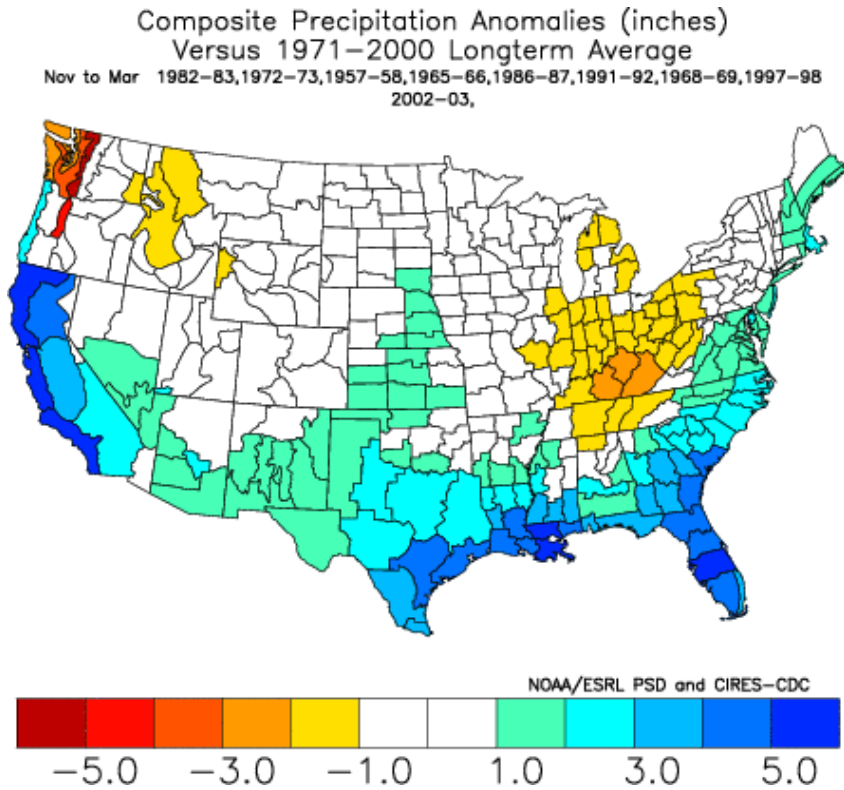 Composite Precipitation Anomalies (inches)
Versus 1971-2000 Longterm Average
Nov to Mar 1982-83,1972-73,1957-58,1965-66,1986-87,1991-92,1968-69,1997-98
2002-03,
NOAA/ESRL PSD and CIRES-CDC
-5.0 -3.0 -1.0 1.0 3.0 5.0